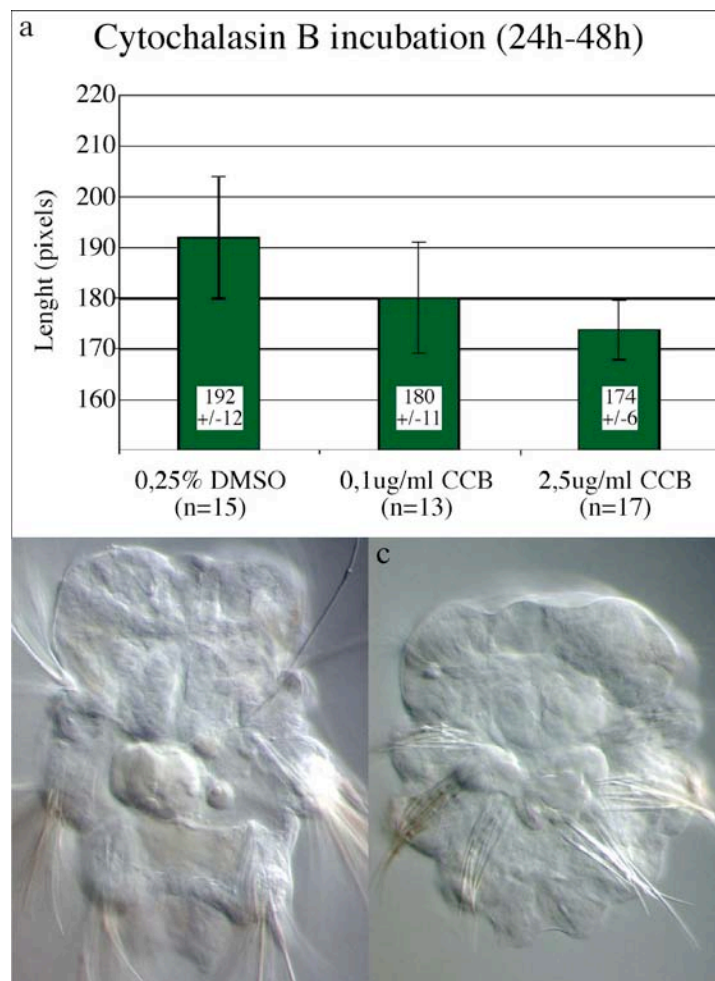 a
Cytochalasin B incubation (24h-48h)
Lenght (pixels)
220
210
200
190
180
170
160
192
+/-12
180
+/-11
174
+/-6
0,25% DMSO
(n=15)
0,1ug/ml CCB
(n=13)
2,5ug/ml CCB
(n=17)
c